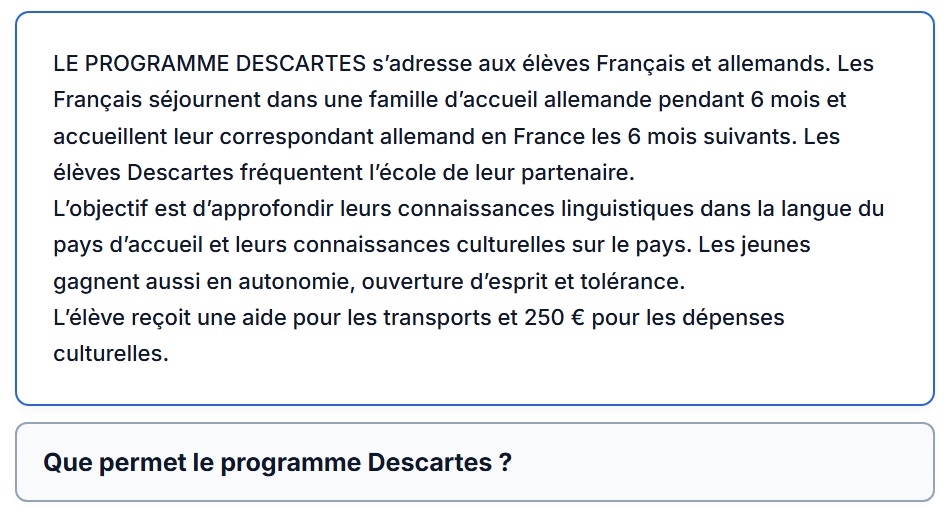 LE PROGRAMME DESCARTES s’adresse aux élèves Français et allemands. Les
Français séjournent dans une famille d’accueil allemande pendant 6 mois et
accueillent leur correspondant allemand en France les 6 mois suivants. Les
élèves Descartes fréquentent l’école de leur partenaire.
L’objectif est d’approfondir leurs connaissances linguistiques dans la langue du
pays d’accueil et leurs connaissances culturelles sur le pays. Les jeunes
gagnent aussi en autonomie, ouverture d’esprit et tolérance.
L’élève reçoit une aide pour les transports et 250 € pour les dépenses
culturelles.
Que permet le programme Descartes ?